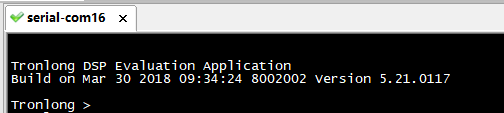 serial-com16
Tronlong DSP Evaluation Application
Build on Mar 30 2018 09:34:24 8002002 Version 5.21.0117
Tronlong >